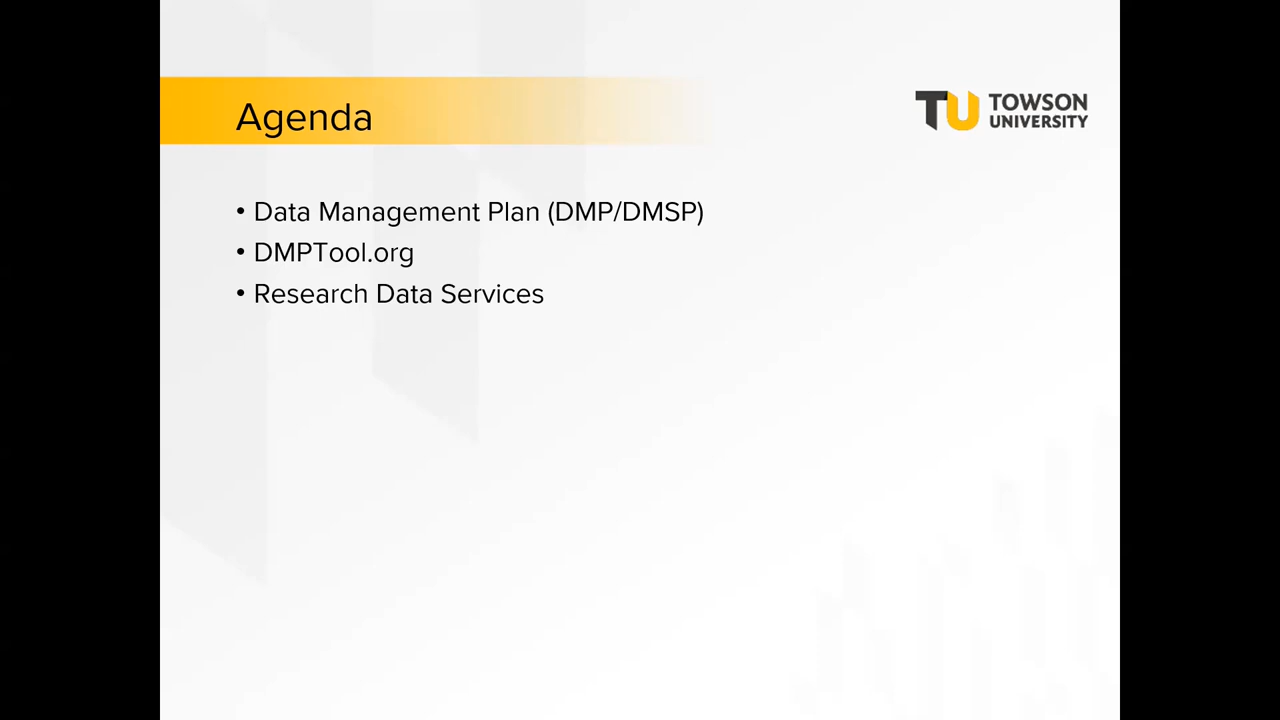 Agenda
TU TOWSON
UNIVERSITY
• Data Management Plan (DMP/DMSP)
• DMPTool.org
• Research Data Services